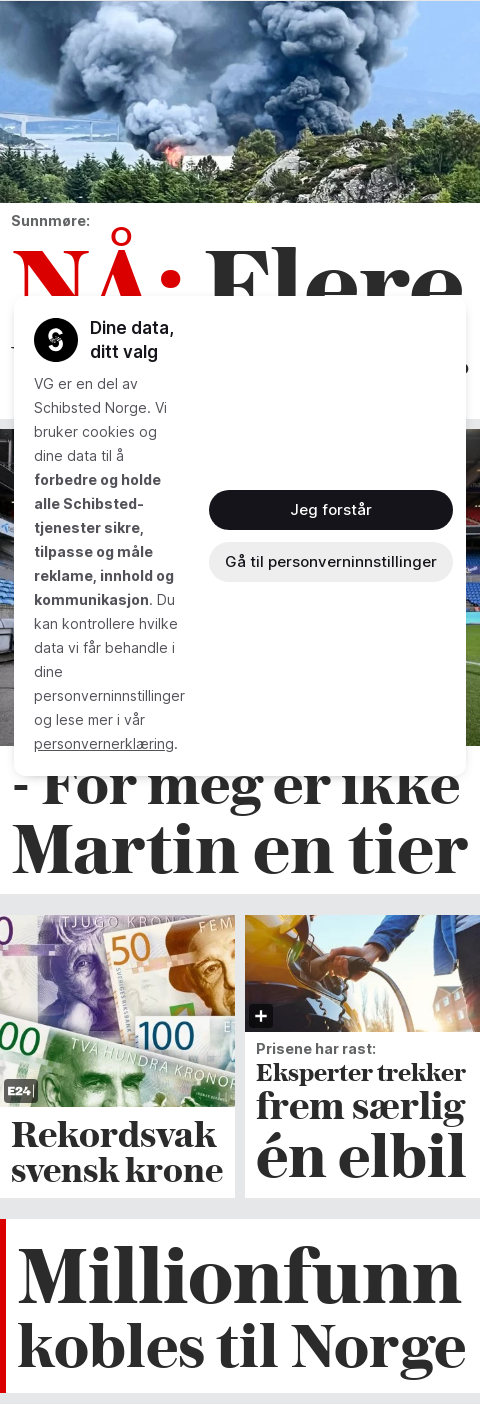 Sunnmøre:
NÅ: Flere
Dine data,
ditt valg
VG er en del av
Schibsted Norge. Vi
bruker cookies og
dine data til å
forbedre og holde
alle Schibsted-
tjenester sikre,
tilpasse og måle
reklame, innhold og
kommunikasjon. Du
kan kontrollere hvilke
data vi får behandle i
dine
personverninnstillinger
og lese mer i vår
personvernerklæring.
Jeg forstår
Gå til personverninnstillinger
- For meg er ikke
Martin en tier
TJUGO KRONOR
FEM
50
100
TVÅ HUNDRA KRONOR
E24
Rekordsvak
svensk krone
Prisene har rast:
Eksperter trekker
frem særlig
én elbil
Millionfunn
kobles til Norge